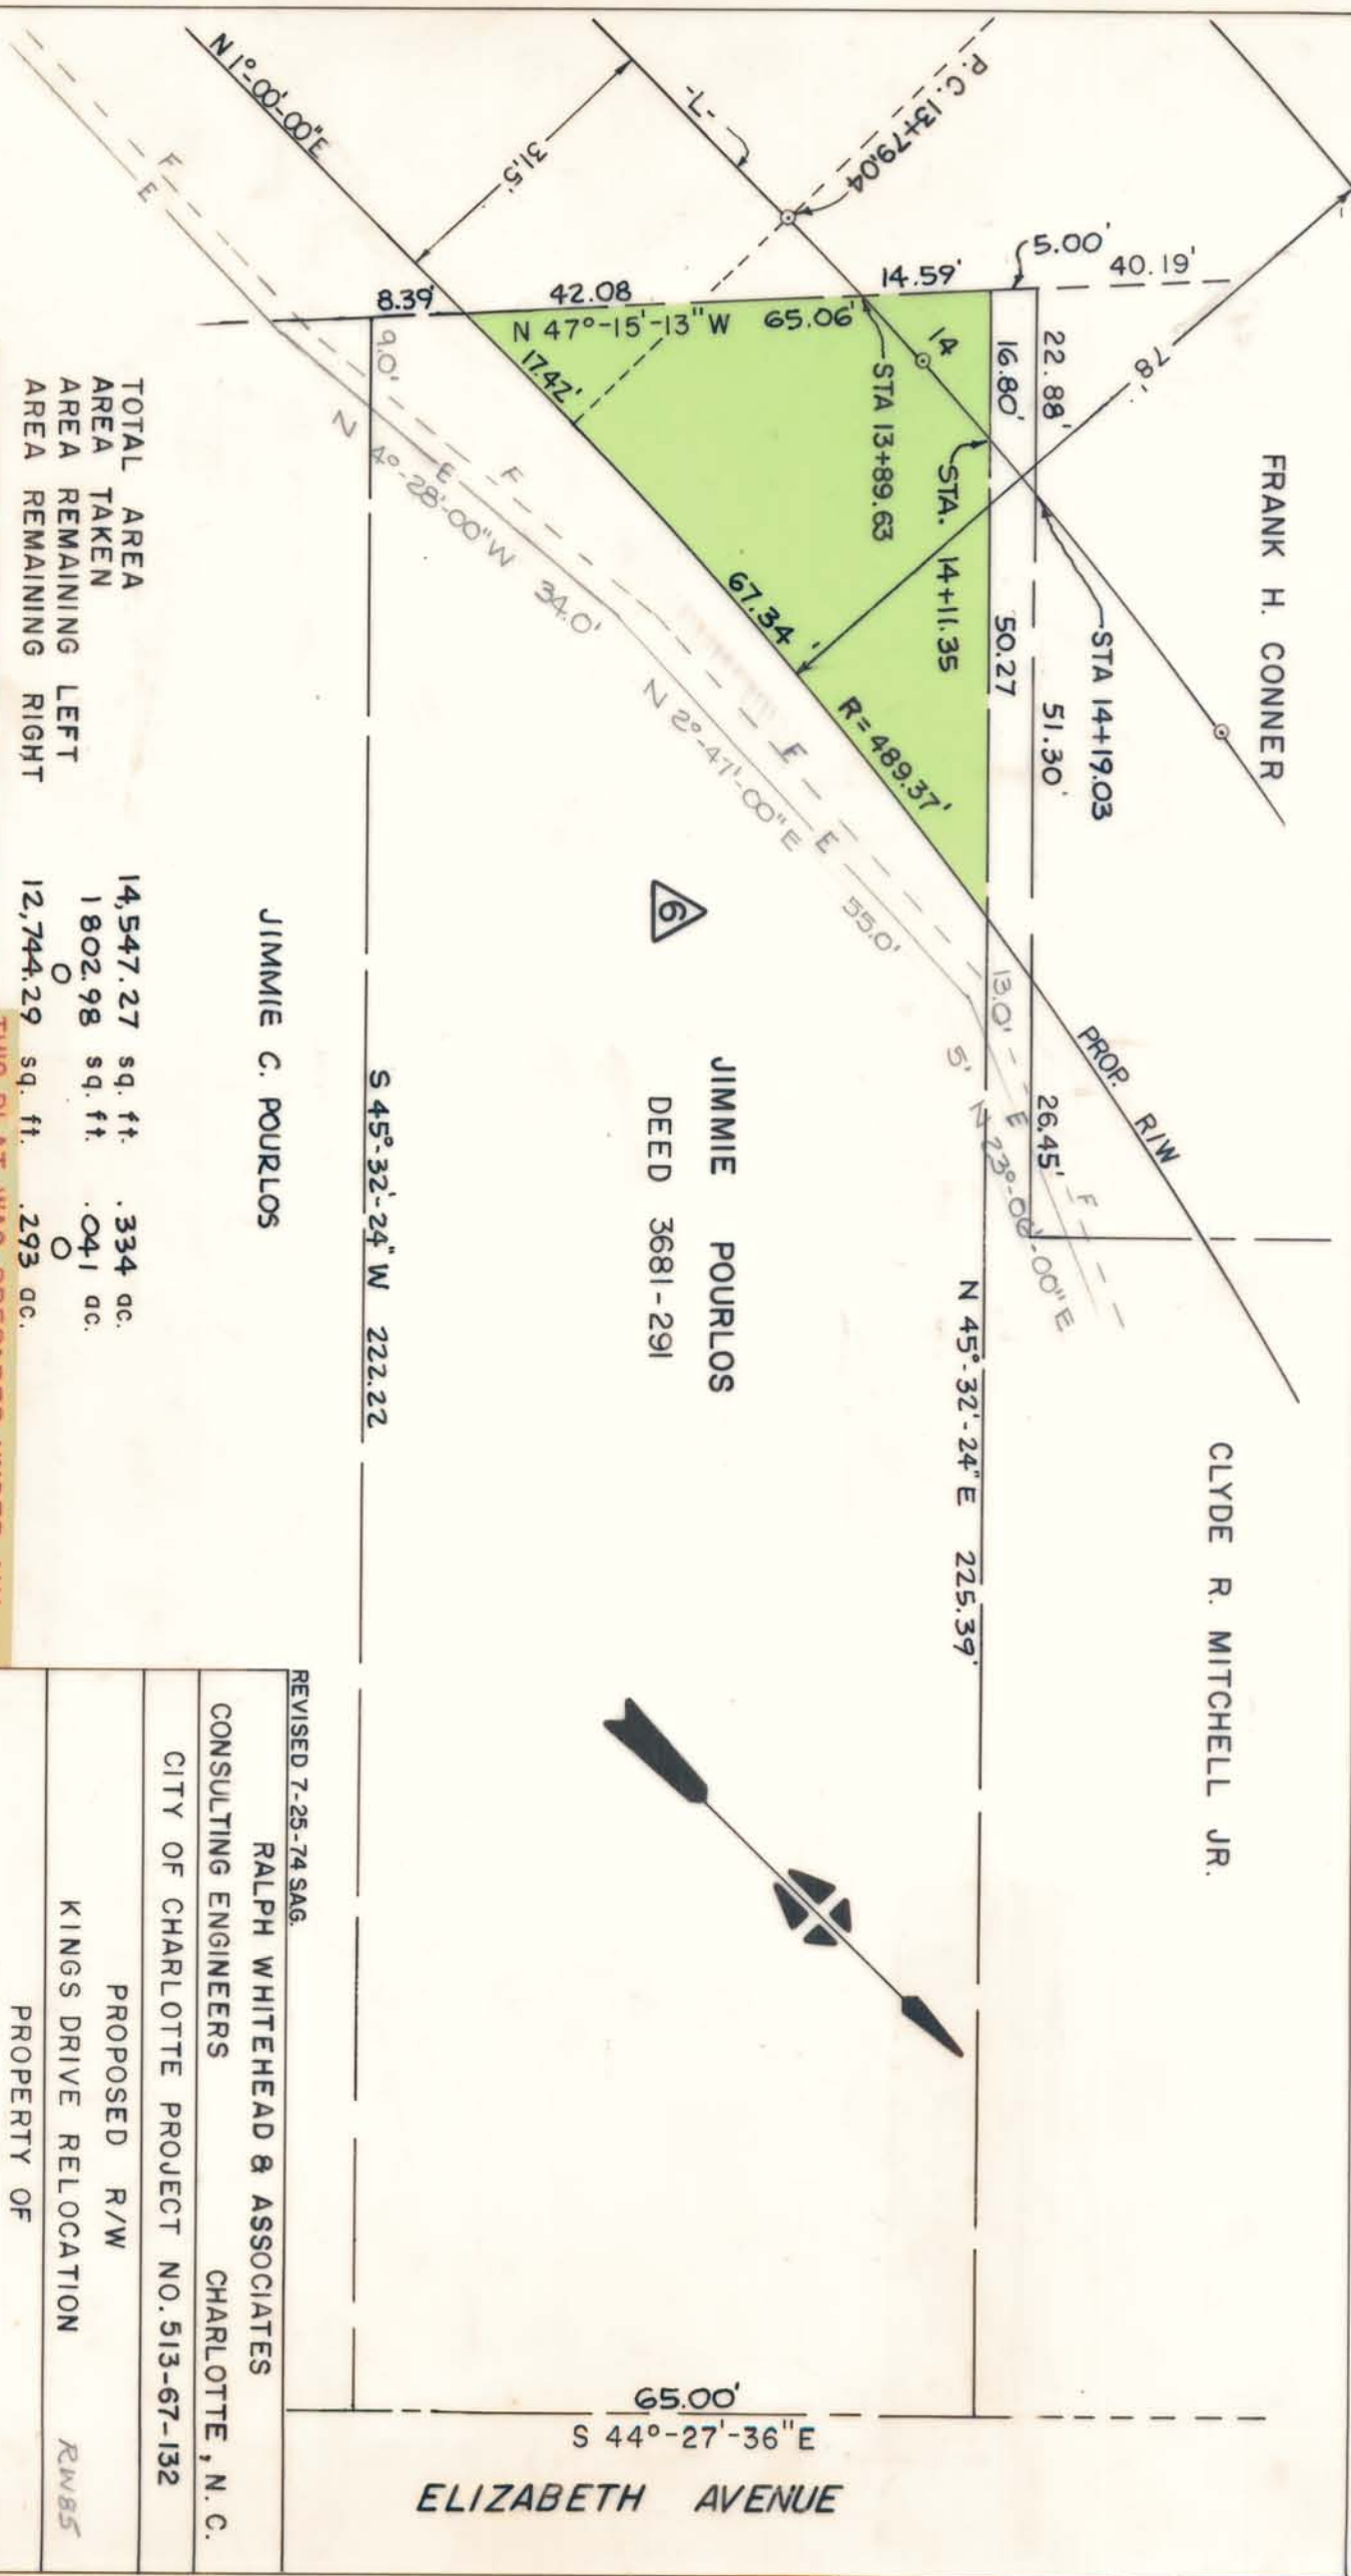 FRANK H. CONNER
CLYDE R. MITCHELL JR.
78'
P.C. 13+79.04
-L-
31.5'
N 1°-00'-00" E
40.19'
5.00'
14.59'
42.08
8.39'
N 47°-15'-13" W 65.06'
22.88'
51.30'
26.45'
16.80'
50.27
14
STA 14+19.03
STA. 14+11.35
STA 13+89.63
17.42'
67.34'
R=489.37'
PROP. R/W
F
E
9.0'
N 4°-28'-00" W 34.0'
E
F
N 2°-47'-00" E
E
E
55.0'
13.0'
5'
E
F
N 23°-06'-00" E
N 45°-32'-24" E 225.39'
6
JIMMIE POURLOS
DEED 3681-291
S 45°-32'-24" W 222.22
JIMMIE C. POURLOS
65.00'
S 44°-27'-36" E
ELIZABETH AVENUE
TOTAL AREA 14,547.27 sq. ft. .334 ac.
AREA TAKEN 1802.98 sq. ft. .041 ac.
AREA REMAINING LEFT 0 0
AREA REMAINING RIGHT 12,744.29 sq. ft. .293 ac.
THIS PLAT WAS
REVISED 7-25-74 SAG.
RALPH WHITEHEAD & ASSOCIATES
CONSULTING ENGINEERS CHARLOTTE, N.C.
CITY OF CHARLOTTE PROJECT NO. 513-67-132
PROPOSED R/W
KINGS DRIVE RELOCATION RW85
PROPERTY OF